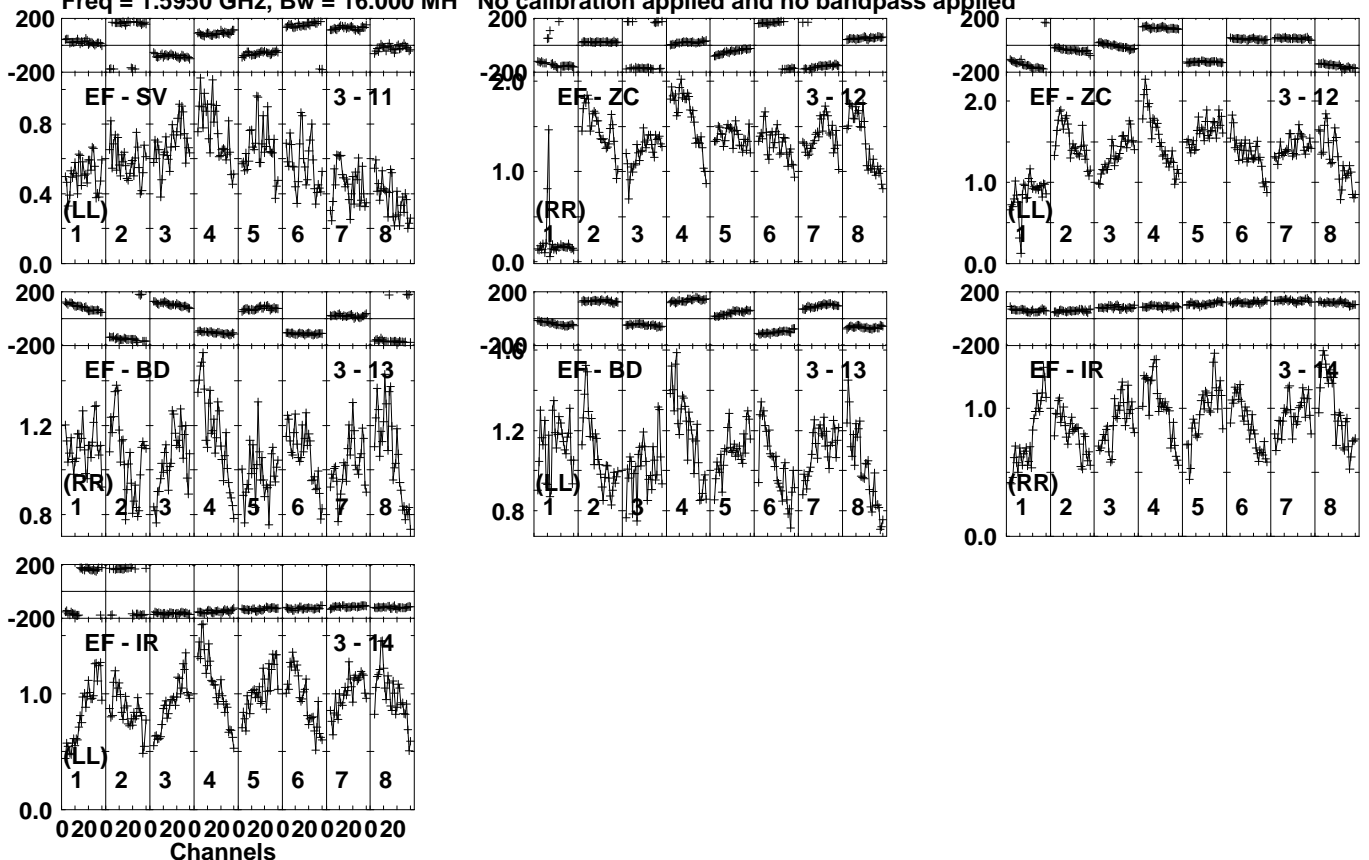 Freq = 1.5950 GHz, Bw = 16.000 MH No calibration applied and no bandpass applied
200
-200
EF - SV 3 - 11
0.8
0.4
(LL)
1 2 3 4 5 6 7 8
0.0
200
-200
2.0
EF - ZC 3 - 12
1.0
(RR)
1 2 3 4 5 6 7 8
0.0
200
-200
2.0
EF - ZC 3 - 12
1.0
(LL)
1 2 3 4 5 6 7 8
0.0
200
-200
EF - BD 3 - 13
1.2
(RR)
0.8
1 2 3 4 5 6 7 8
200
-200
1.6
EF - BD 3 - 13
1.2
(LL)
0.8
1 2 3 4 5 6 7 8
200
-200
EF - IR 3 - 14
1.0
(RR)
1 2 3 4 5 6 7 8
0.0
200
-200
EF - IR 3 - 14
1.0
(LL)
1 2 3 4 5 6 7 8
0.0
0 20 0 20 0 20 0 20 0 20 0 20 0 20 0 20
Channels